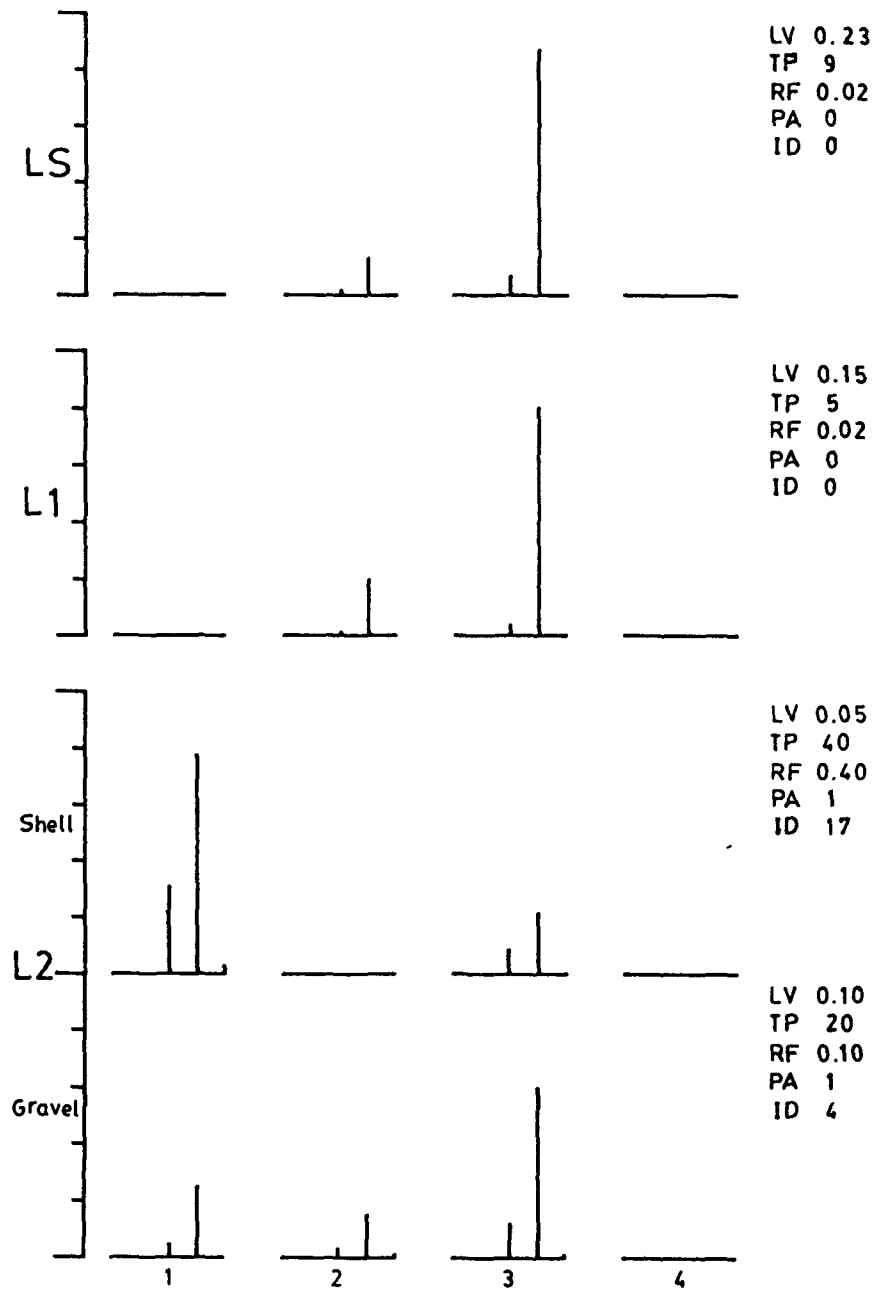 LS
LV 0.23
TP 9
RF 0.02
PA 0
ID 0
L1
LV 0.15
TP 5
RF 0.02
PA 0
ID 0
Shell
LV 0.05
TP 40
RF 0.40
PA 1
ID 17
L2
Gravel
LV 0.10
TP 20
RF 0.10
PA 1
ID 4
1 2 3 4